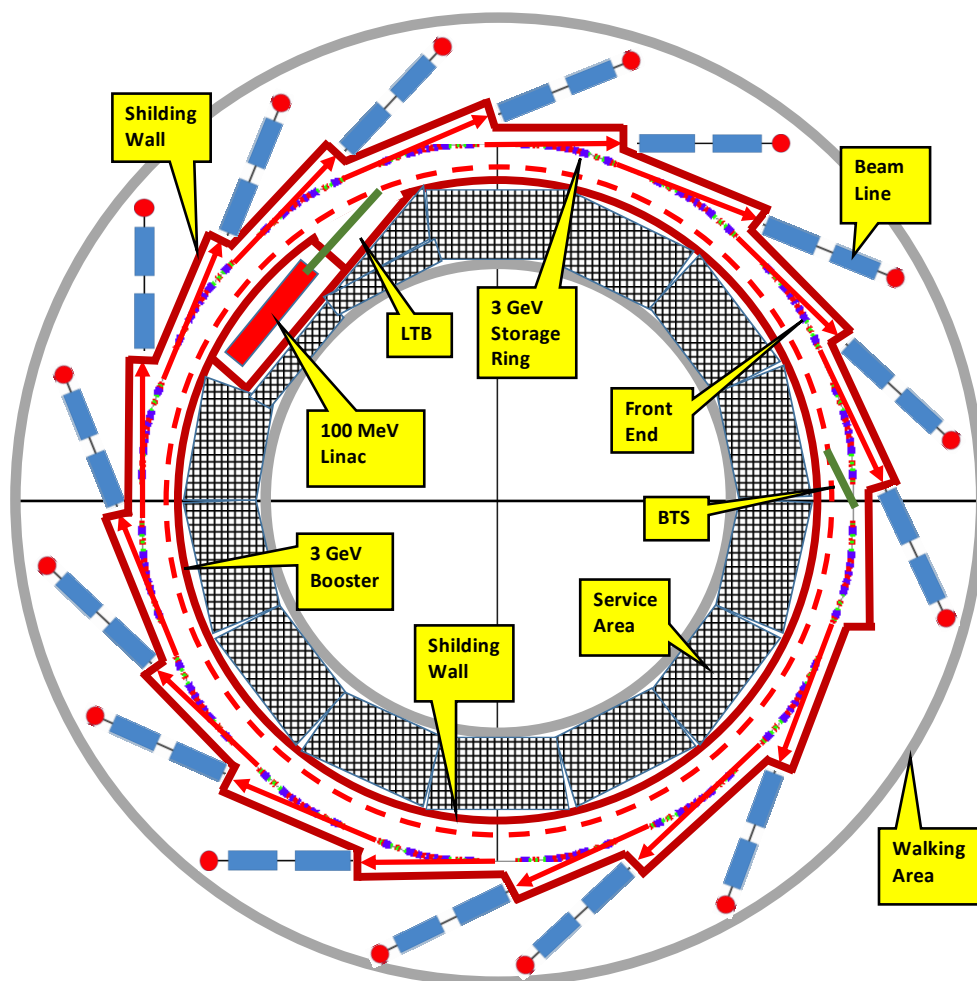 Shilding
Wall
Beam
Line
LTB
3 GeV
Storage
Ring
Front
End
100 MeV
Linac
BTS
3 GeV
Booster
Service
Area
Shilding
Wall
Walking
Area